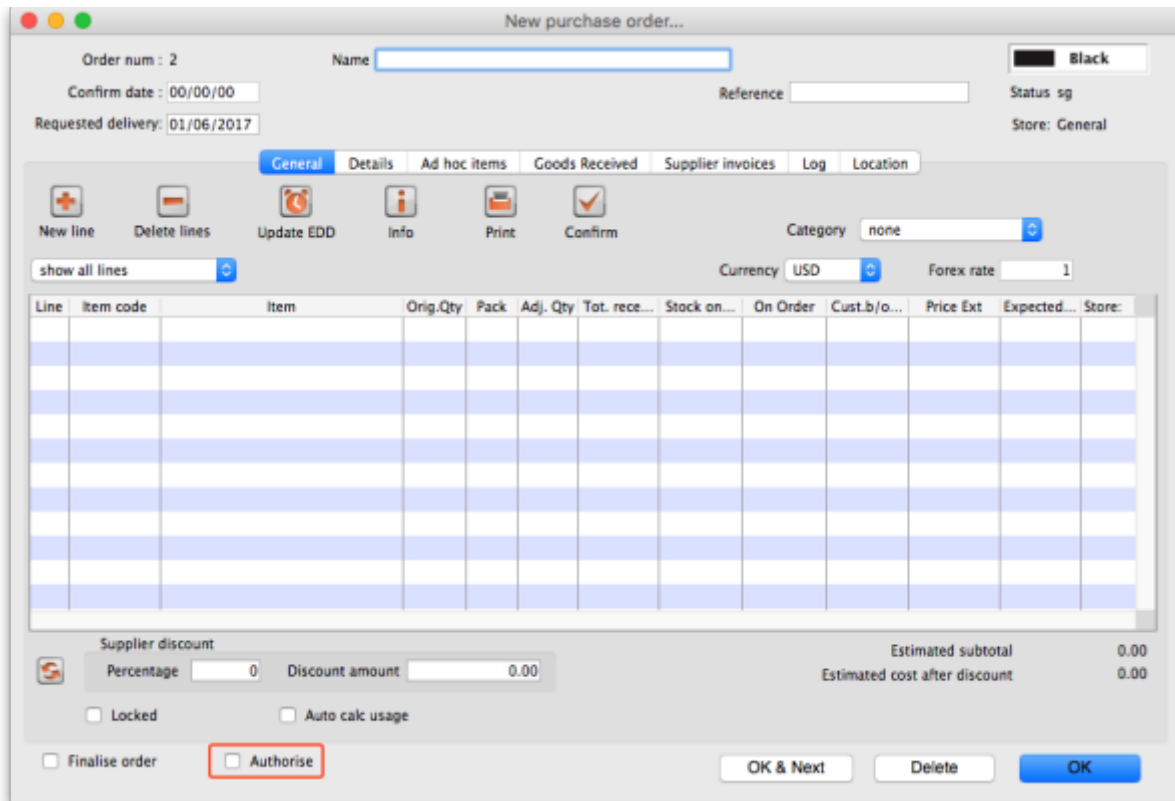 New purchase order...
Order num : 2 Name Black
Confirm date : 00/00/00 Reference Status sg
Requested delivery: 01/06/2017 Store: General
General Details Ad hoc items Goods Received Supplier invoices Log Location
New line Delete lines Update EDD Info Print Confirm Category none
show all lines Currency USD Forex rate 1
Line Item code Item Orig.Qty Pack Adj. Qty Tot. rece... Stock on... On Order Cust.b/o... Price Ext Expected... Store:
Supplier discount Estimated subtotal 0.00
Percentage 0 Discount amount 0.00 Estimated cost after discount 0.00
Locked Auto calc usage
Finalise order Authorise OK & Next Delete OK